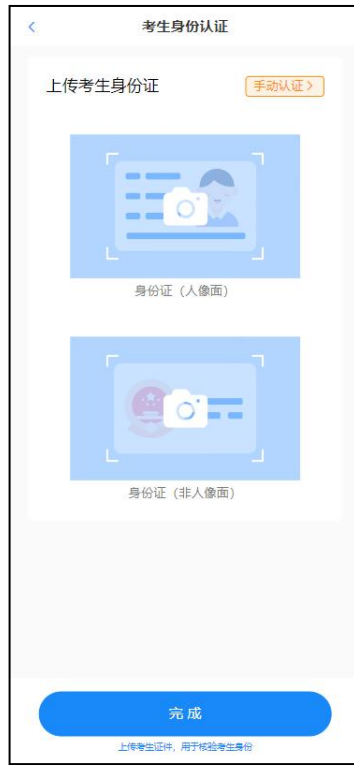 考生身份认证
上传考生身份证
手动认证 >
身份证（人像面）
身份证（非人像面）
完成
上传考生证件，用于核验考生身份